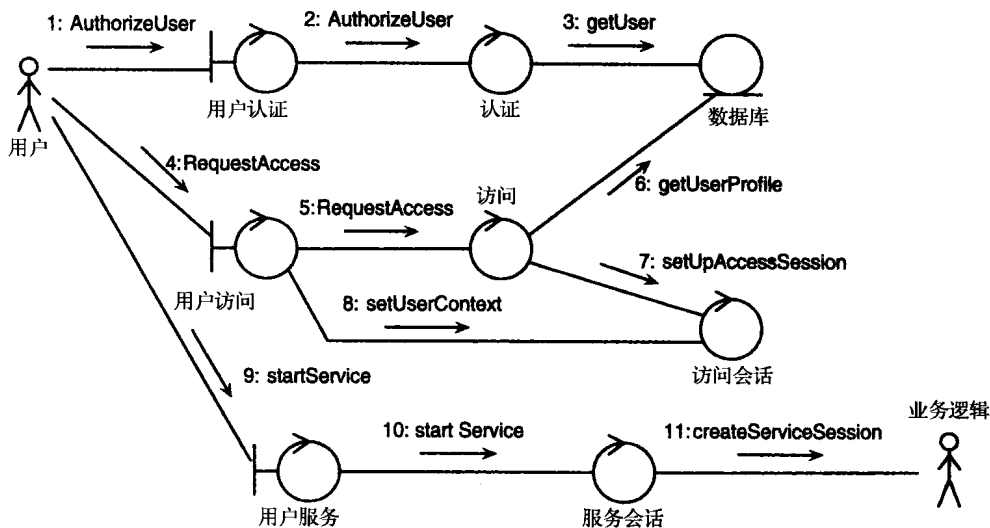 1: AuthorizeUser
2: AuthorizeUser
3: getUser
用户
用户认证
认证
数据库
4:RequestAccess
5:RequestAccess
访问
6: getUserProfile
用户访问
7: setUpAccessSession
8: setUserContext
访问会话
9: startService
业务逻辑
10: start Service
11:createServiceSession
用户服务
服务会话